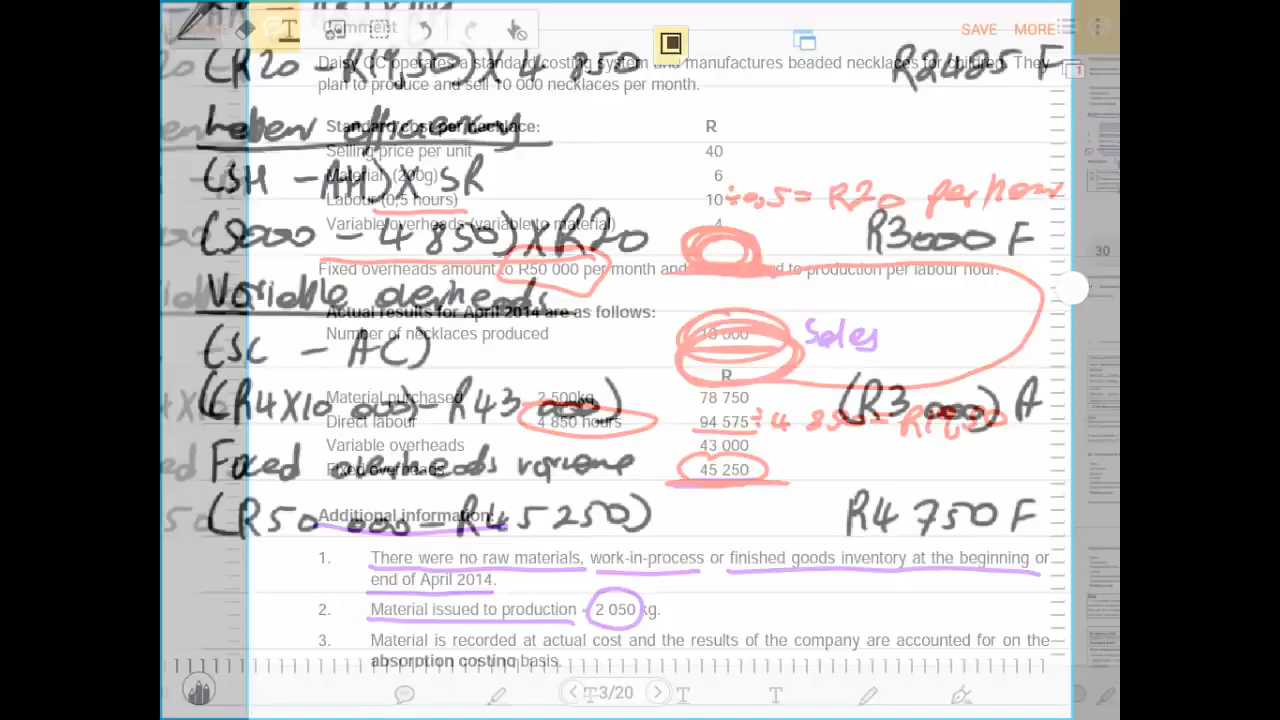 Comment
SAVE MORE
Daisy CC operates a standard costing system and manufactures beaded necklaces for children. They
(R20 - R19,50) X 4 850 R2425 F
plan to produce and sell 10 000 necklaces per month.
Labour efficiency
Standard cost per necklace: R
Selling price per unit 40
Material (200g) 6
(SH - AH) X SR
Labour (0,5 hours) 10 ÷0,5 = R20 per hour
Variable overheads (variable to material) 4
(5000 - 4 850) X R20 R3000 F
Fixed overheads amount to R50 000 per month and to production per labour hour.
Variable overheads
Actual results for April 2014 are as follows:
Number of necklaces produced 10 000 Sales
(SC - AC)
R
Material purchased 2 500kg 78 750
((R4X10 000) - R43 000) (R3 000) A
Direct labour 4 850 hours 94 575 ÷4 850 = R19,50
Variable overheads 43 000
Fixed overheads variance
Fixed overheads 45 250
(R50 000 - R45250) R4 750 F
Additional information:
1. There were no raw materials, work-in-process or finished goods inventory at the beginning or
end of April 2014.
2. Material issued to production - 2 050 kg.
3. Material is recorded at actual cost and the results of the company are accounted for on the
absorption costing basis.
3/20
30